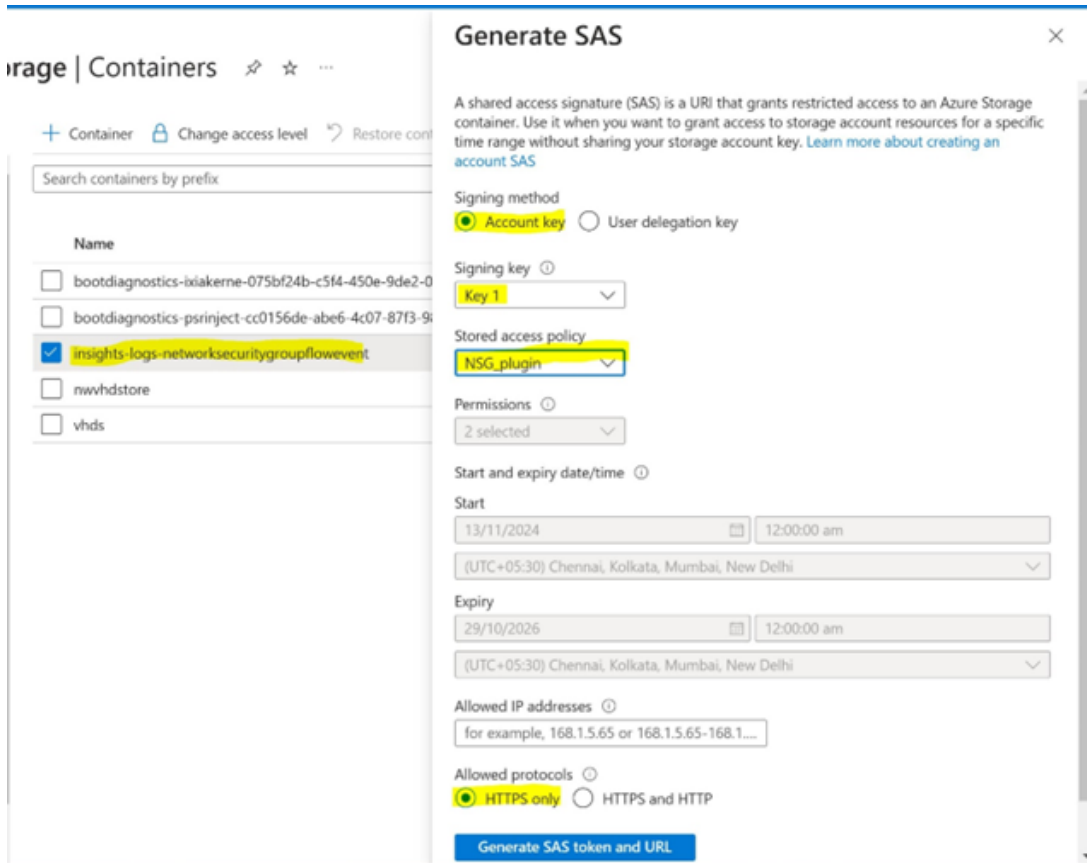 Generate SAS
orage | Containers
A shared access signature (SAS) is a URI that grants restricted access to an Azure Storage
container. Use it when you want to grant access to storage account resources for a specific
time range without sharing your storage account key. Learn more about creating an
account SAS
Container Change access level Restore cont
Search containers by prefix
Name
bootdiagnostics-ixiakerne-075bf24b-c5f4-450e-9de2-0
bootdiagnostics-psrinject-cc0156de-abe6-4c07-87f3-98
insights-logs-networksecuritygroupflowevent
nwvhdstore
vhds
Signing method
Account key User delegation key
Signing key
Key 1
Stored access policy
NSG_plugin
Permissions
2 selected
Start and expiry date/time
Start
13/11/2024 12:00:00 am
(UTC+05:30) Chennai, Kolkata, Mumbai, New Delhi
Expiry
29/10/2026 12:00:00 am
(UTC+05:30) Chennai, Kolkata, Mumbai, New Delhi
Allowed IP addresses
for example, 168.1.5.65 or 168.1.5.65-168.1....
Allowed protocols
HTTPS only HTTPS and HTTP
Generate SAS token and URL